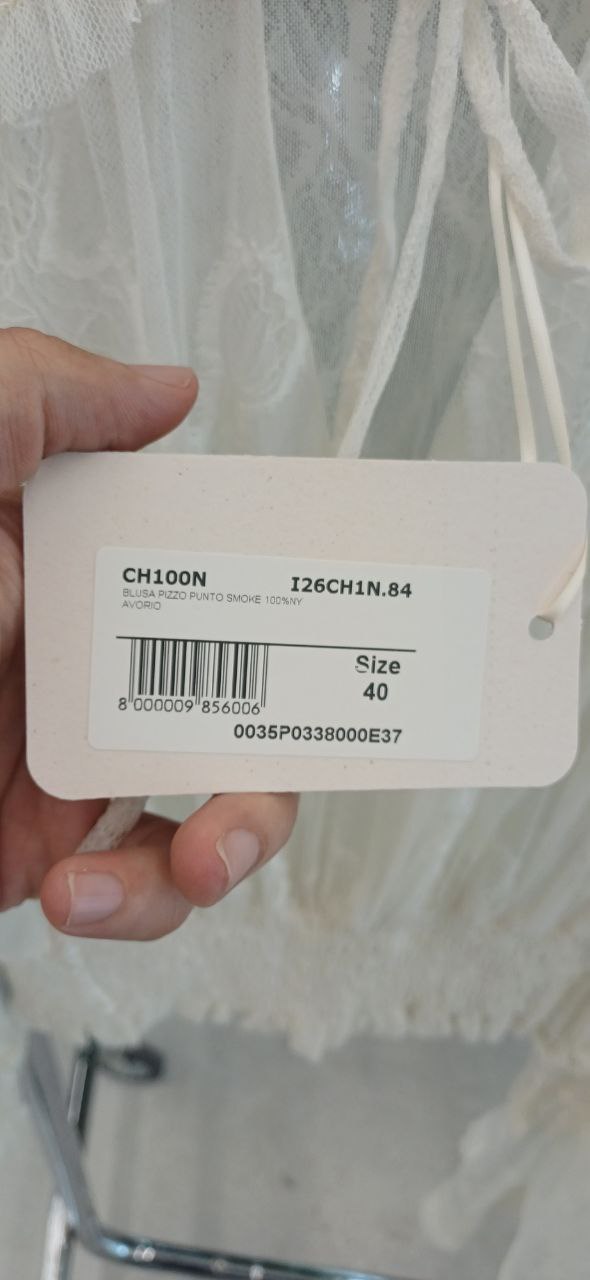 CH100N I26CH1N.84
BLUSA PIZZO PUNTO SMOKE 100%NY
AVORIO
Size
40
8 000009 856006
0035P0338000E37